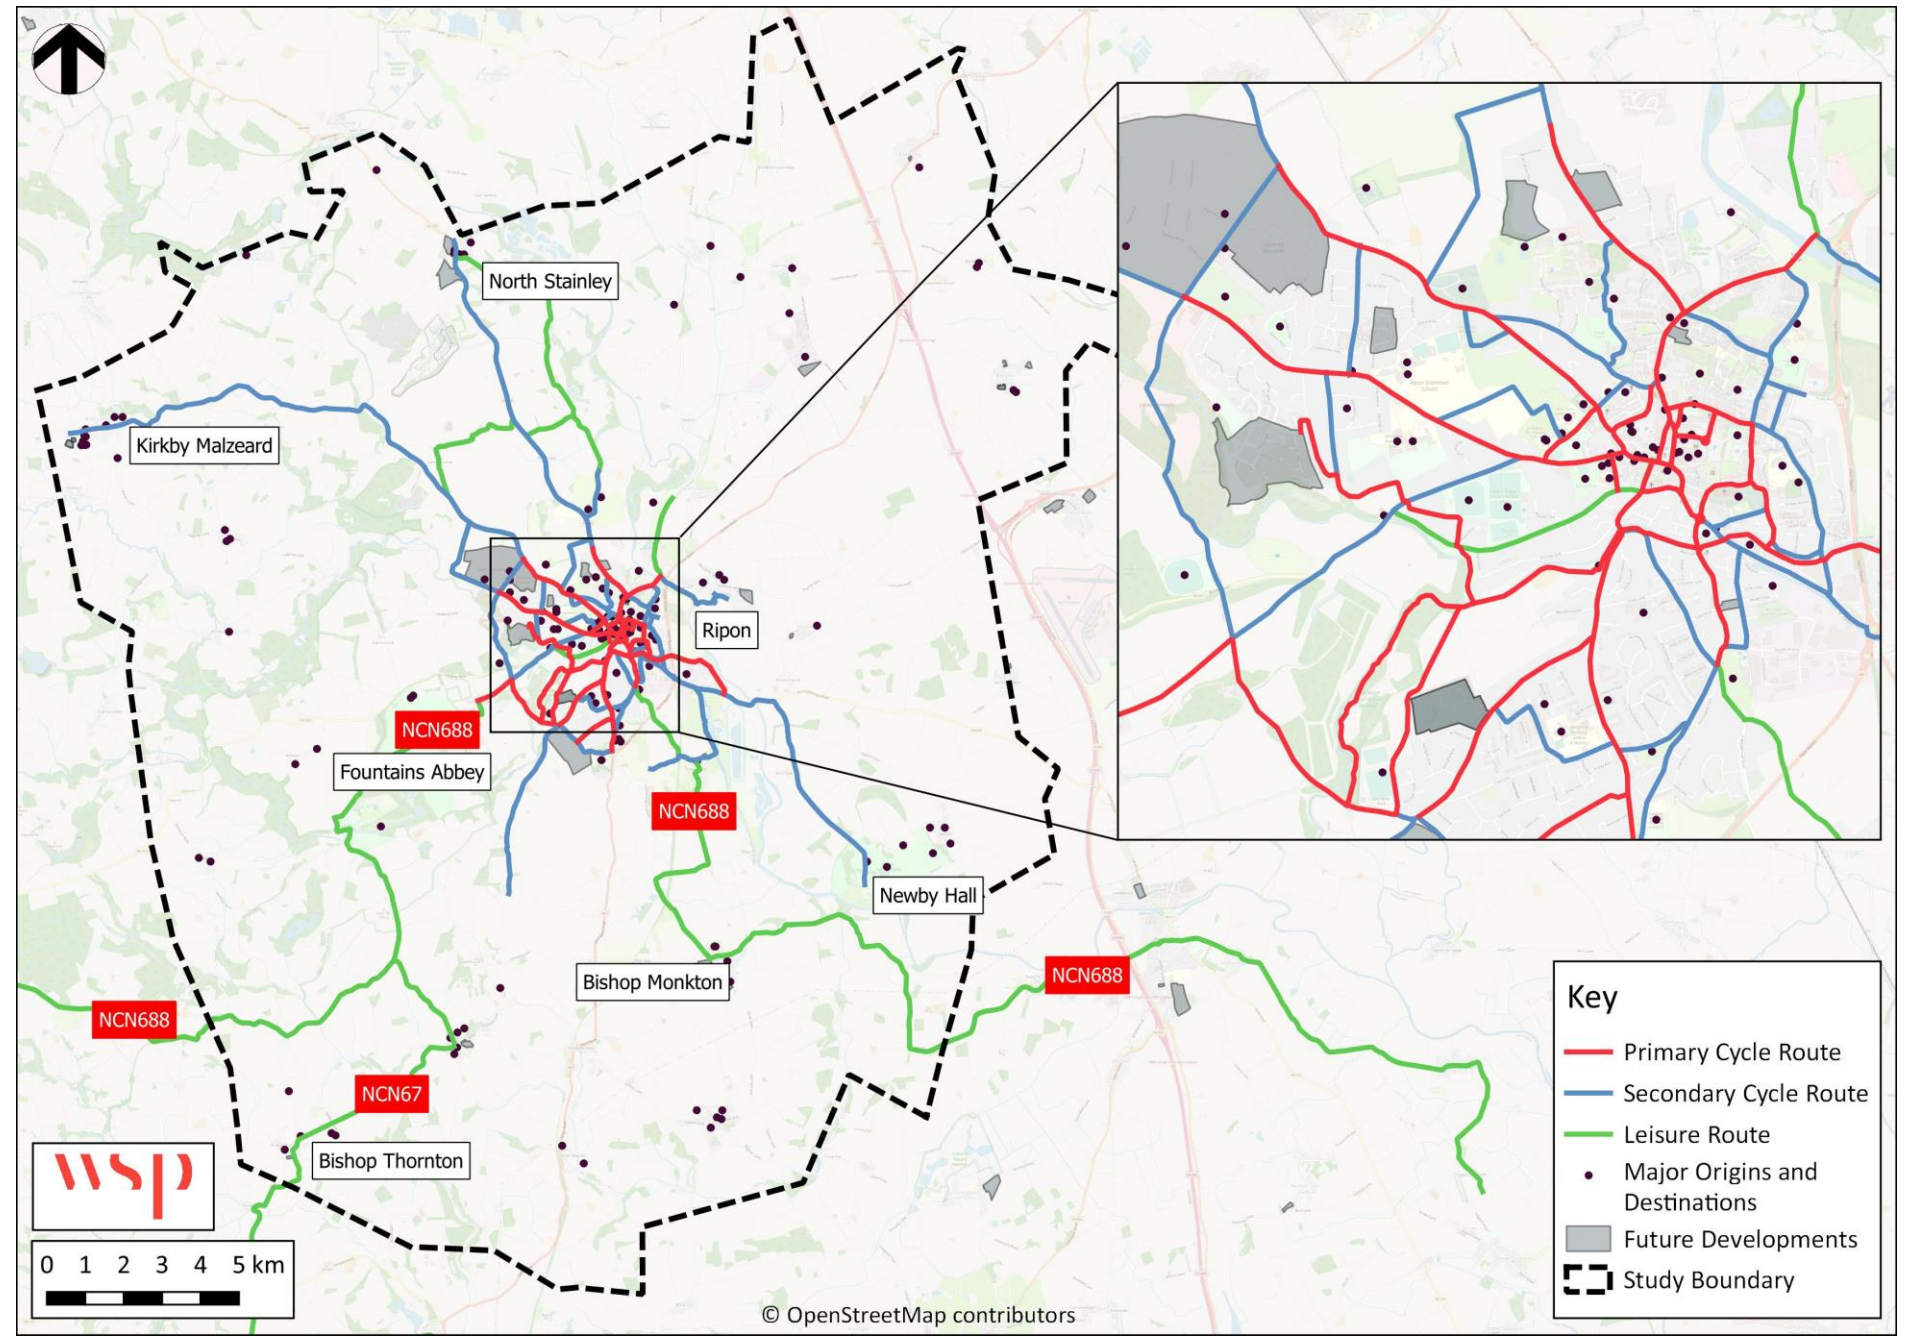 North Stainley
Kirkby Malzeard
Ripon
NCN688
Fountains Abbey
NCN688
Newby Hall
Bishop Monkton
NCN688
NCN688
NCN67
Bishop Thornton
wsp
0 1 2 3 4 5 km
© OpenStreetMap contributors
Key
Primary Cycle Route
Secondary Cycle Route
Leisure Route
Major Origins and
Destinations
Future Developments
Study Boundary